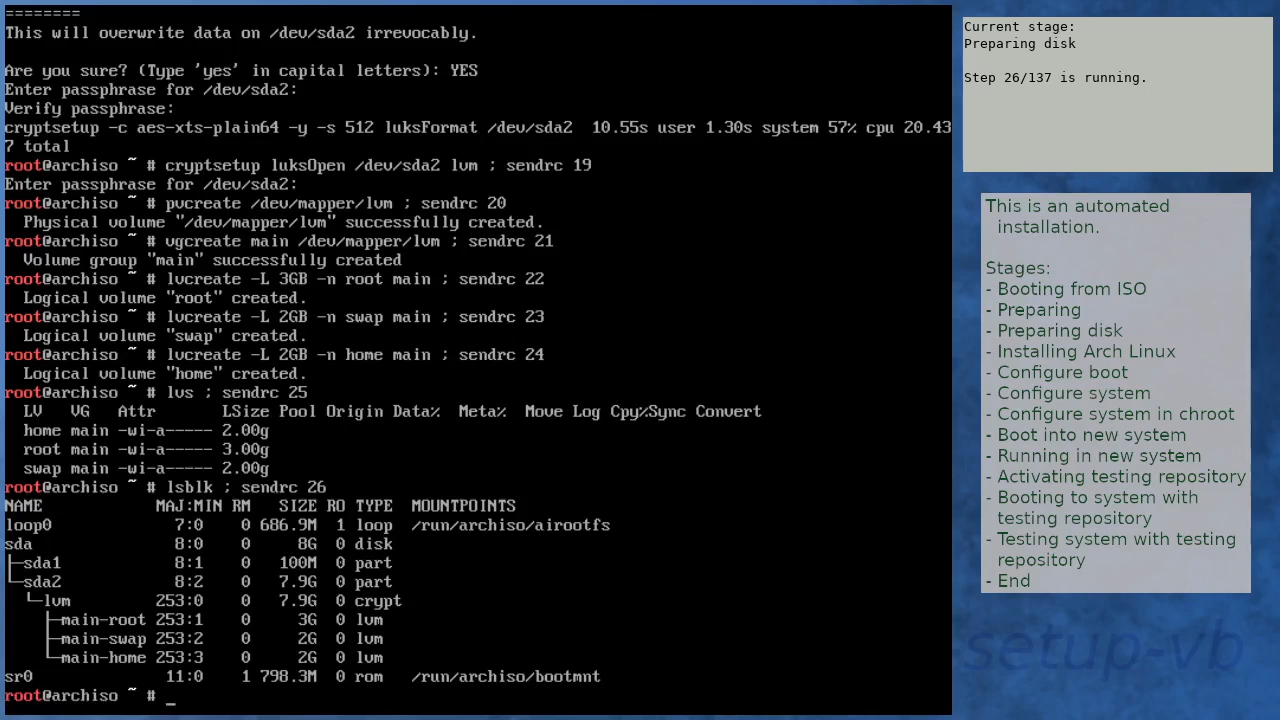 ========
This will overwrite data on /dev/sda2 irrevocably.
Are you sure? (Type 'yes' in capital letters): YES
Enter passphrase for /dev/sda2:
Verify passphrase:
cryptsetup -c aes-xts-plain64 -y -s 512 luksFormat /dev/sda2  10.55s user 1.30s system 57% cpu 20.43
7 total
root@archiso ~ # cryptsetup luksOpen /dev/sda2 lvm ; sendrc 19
Enter passphrase for /dev/sda2:
root@archiso ~ # pvcreate /dev/mapper/lvm ; sendrc 20
  Physical volume "/dev/mapper/lvm" successfully created.
root@archiso ~ # vgcreate main /dev/mapper/lvm ; sendrc 21
  Volume group "main" successfully created
root@archiso ~ # lvcreate -L 3GB -n root main ; sendrc 22
  Logical volume "root" created.
root@archiso ~ # lvcreate -L 2GB -n swap main ; sendrc 23
  Logical volume "swap" created.
root@archiso ~ # lvcreate -L 2GB -n home main ; sendrc 24
  Logical volume "home" created.
root@archiso ~ # lvs ; sendrc 25
  LV   VG   Attr       LSize Pool Origin Data%  Meta%  Move Log Cpy%Sync Convert
  home main -wi-a----- 2.00g
  root main -wi-a----- 3.00g
  swap main -wi-a----- 2.00g
root@archiso ~ # lsblk ; sendrc 26
NAME            MAJ:MIN RM   SIZE RO TYPE  MOUNTPOINTS
loop0             7:0    0 686.9M  1 loop  /run/archiso/airootfs
sda               8:0    0     8G  0 disk
├─sda1            8:1    0   100M  0 part
└─sda2            8:2    0   7.9G  0 part
  └─lvm         253:0    0   7.9G  0 crypt
    ├─main-root 253:1    0     3G  0 lvm
    ├─main-swap 253:2    0     2G  0 lvm
    └─main-home 253:3    0     2G  0 lvm
sr0              11:0    1 798.3M  0 rom   /run/archiso/bootmnt
root@archiso ~ # _
Current stage:
Preparing disk
Step 26/137 is running.
This is an automated
installation.
Stages:
- Booting from ISO
- Preparing
- Preparing disk
- Installing Arch Linux
- Configure boot
- Configure system
- Configure system in chroot
- Boot into new system
- Running in new system
- Activating testing repository
- Booting to system with
testing repository
- Testing system with testing
repository
- End
setup-vb